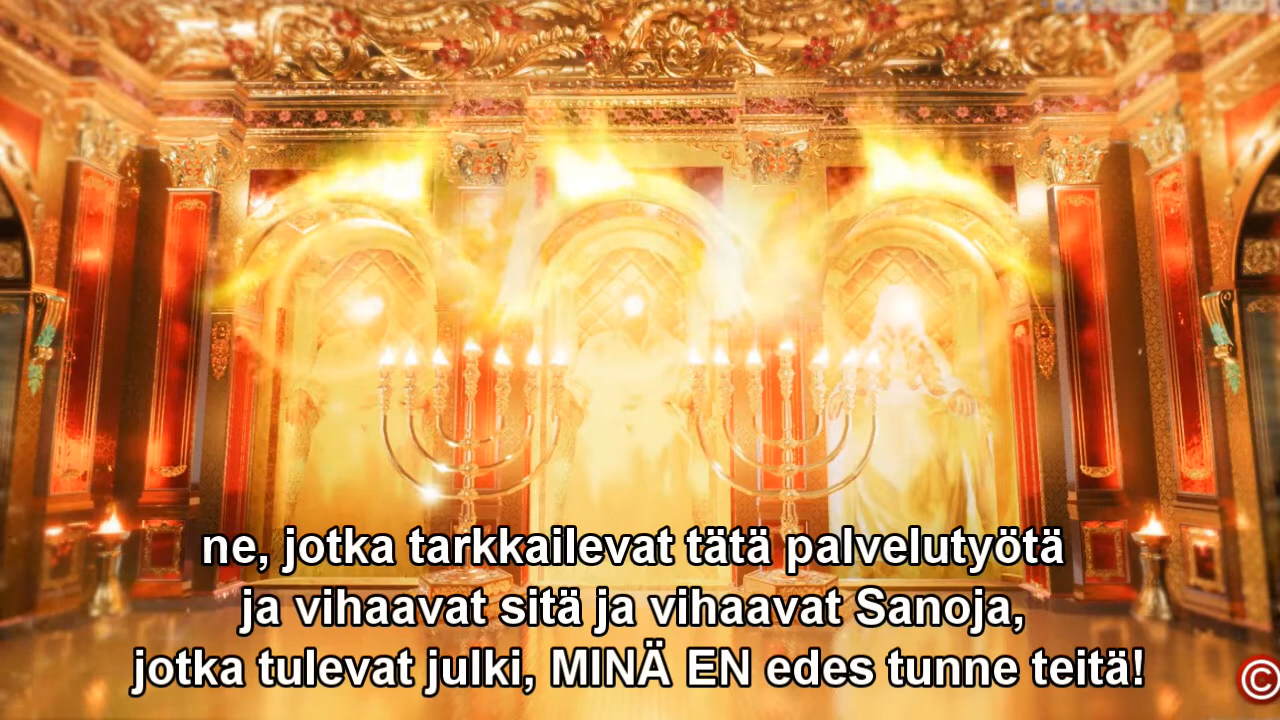 ne, jotka tarkkailevat tätä palvelutyötä
ja vihaavat sitä ja vihaavat Sanoja,
jotka tulevat julki, MINÄ EN edes tunne teitä!
©